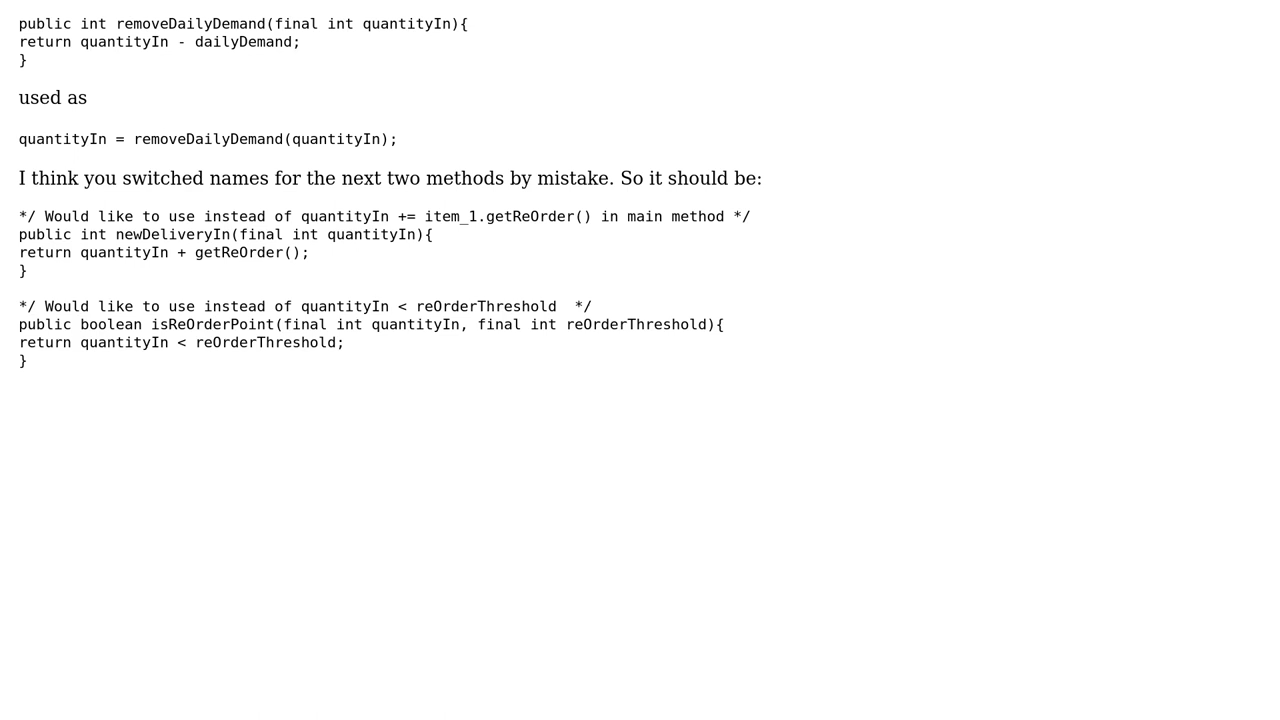 public int removeDailyDemand(final int quantityIn){
return quantityIn - dailyDemand;
}
used as
quantityIn = removeDailyDemand(quantityIn);
I think you switched names for the next two methods by mistake. So it should be:
*/ Would like to use instead of quantityIn += item_1.getReOrder() in main method */
public int newDeliveryIn(final int quantityIn){
return quantityIn + getReOrder();
}
*/ Would like to use instead of quantityIn < reOrderThreshold  */
public boolean isReOrderPoint(final int quantityIn, final int reOrderThreshold){
return quantityIn < reOrderThreshold;
}